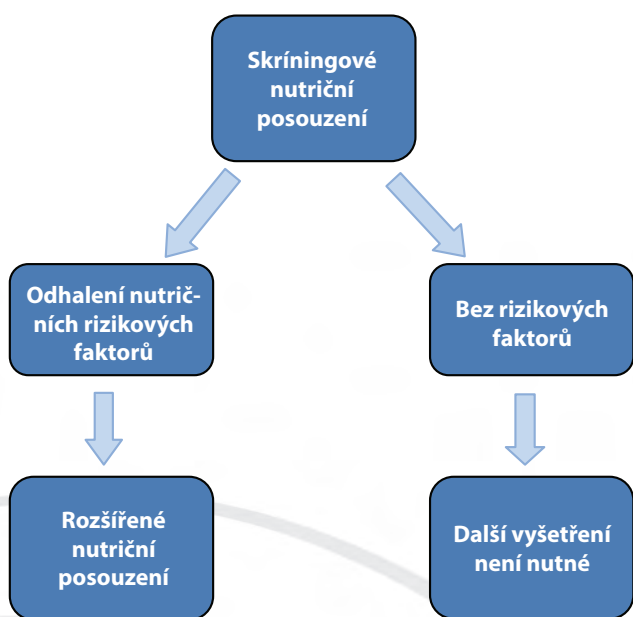 Skríningové
nutriční
posouzení
Odhalení nutrič-
ních rizikových
faktorů
Bez rizikových
faktorů
Rozšířené
nutriční
posouzení
Další vyšetření
není nutné